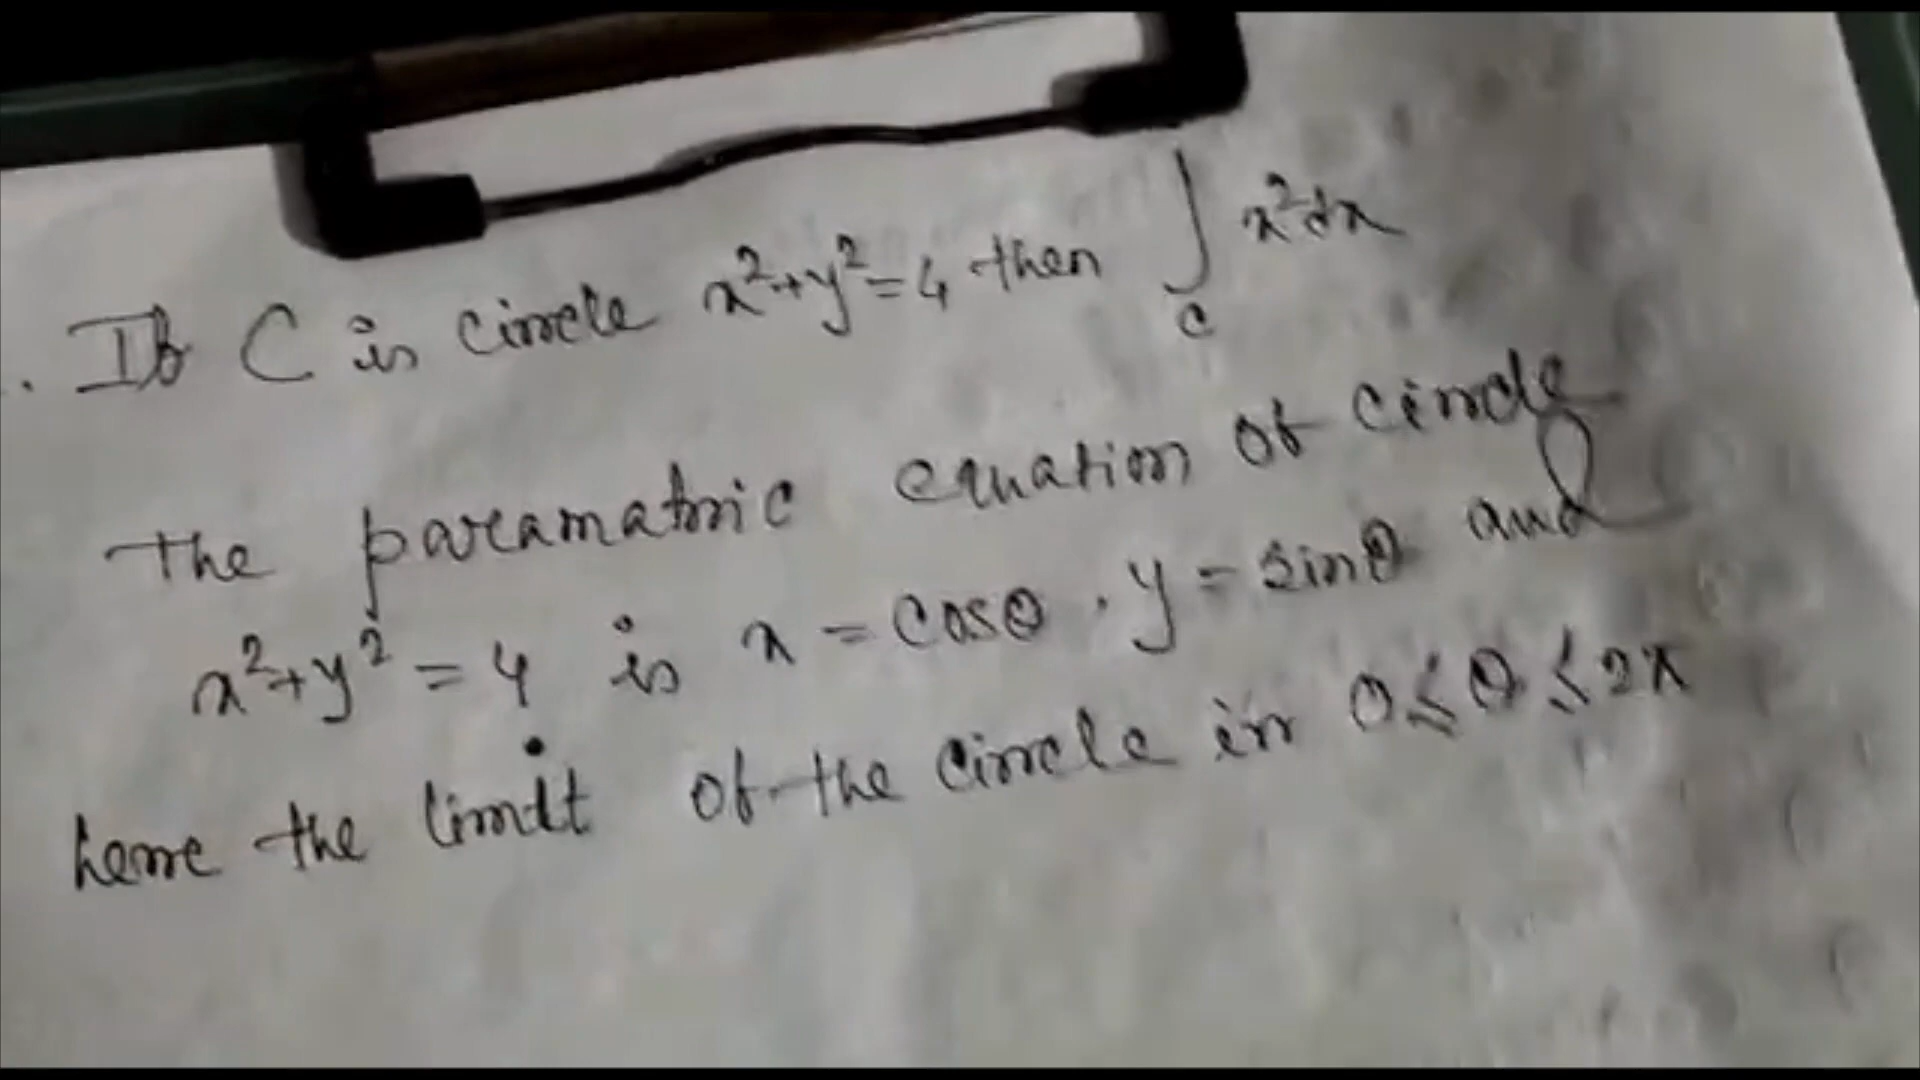 . If C is circle x²+y²=4 then ∫_C x²dx
The paramatric equation of circle
x²+y² = 4 is x = cosθ . y = sinθ and
here the limit of the circle in 0 ≤ θ ≤ 2π